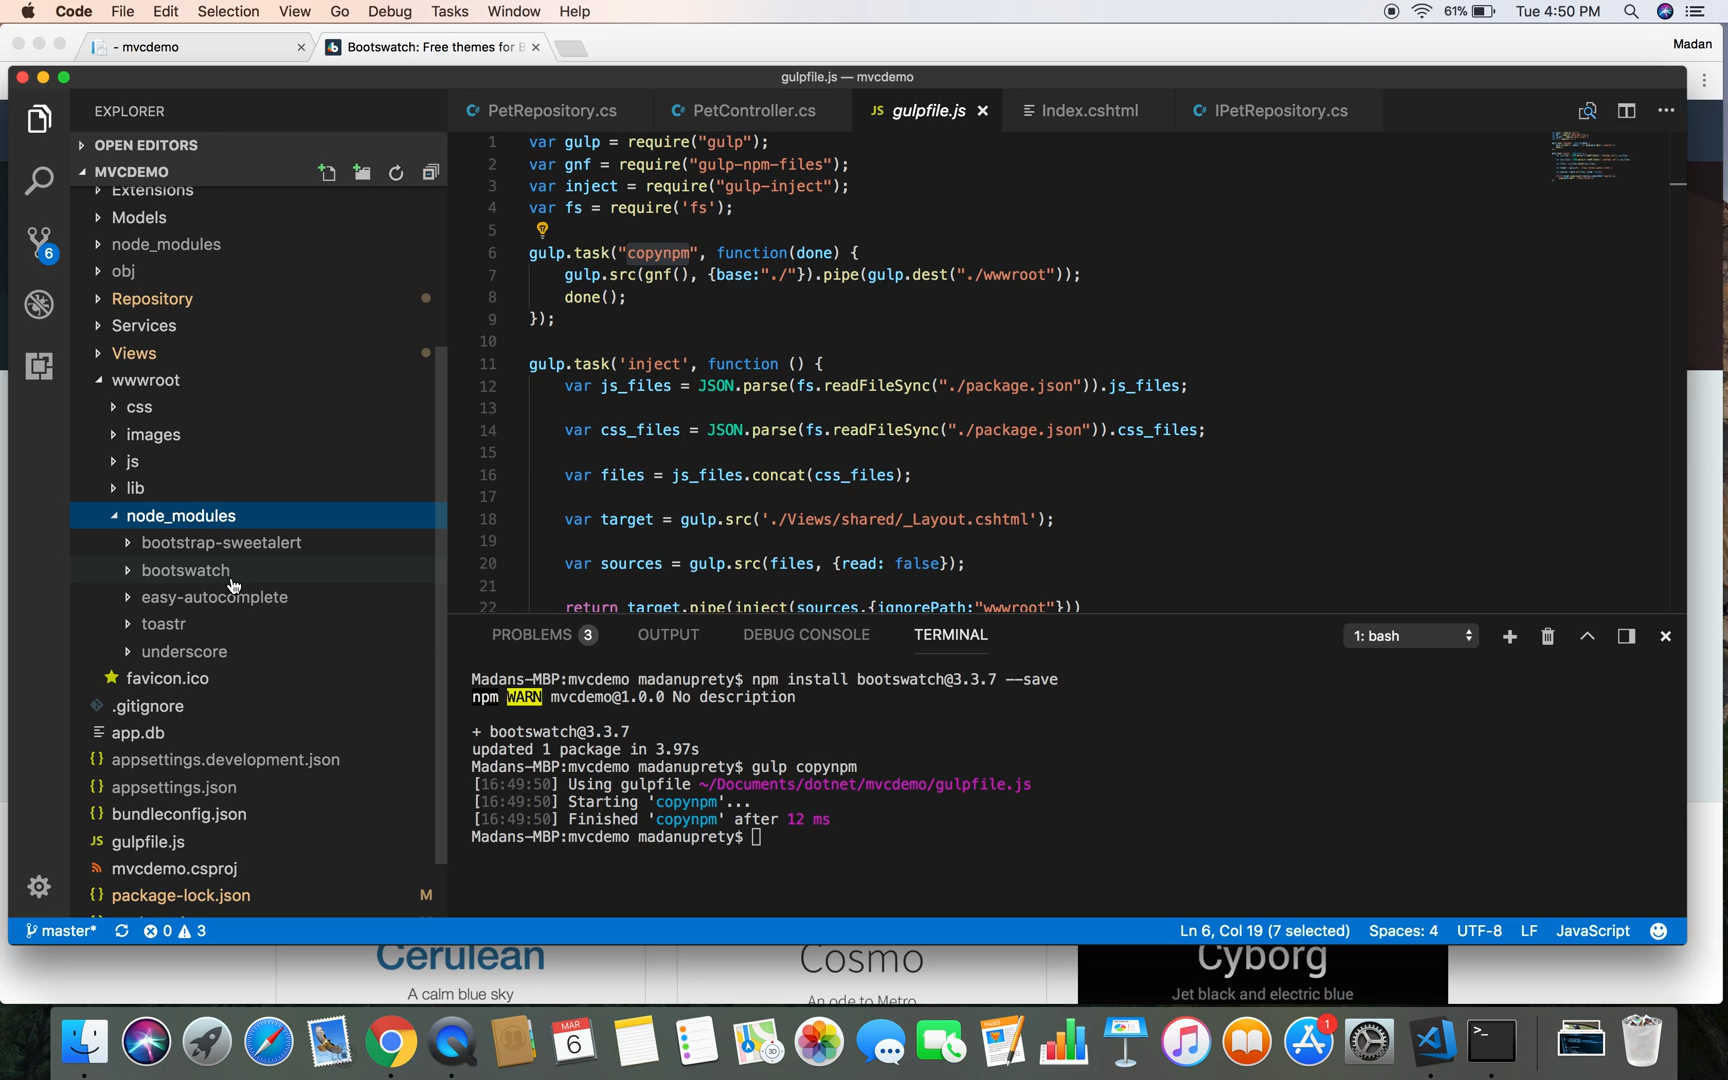 Code File Edit Selection View Go Debug Tasks Window Help
61% Tue 4:50 PM
- mvcdemo
Bootswatch: Free themes for B
Madan
gulpfile.js — mvcdemo
EXPLORER
OPEN EDITORS
MVCDEMO
Extensions
Models
node_modules
obj
Repository
Services
Views
wwwroot
css
images
js
lib
node_modules
bootstrap-sweetalert
bootswatch
easy-autocomplete
toastr
underscore
favicon.ico
.gitignore
app.db
appsettings.development.json
appsettings.json
bundleconfig.json
JS gulpfile.js
mvcdemo.csproj
package-lock.json M
6
C# PetRepository.cs
C# PetController.cs
JS gulpfile.js
Index.cshtml
C# IPetRepository.cs
1 var gulp = require("gulp");
2 var gnf = require("gulp-npm-files");
3 var inject = require("gulp-inject");
4 var fs = require('fs');
5
6 gulp.task("copynpm", function(done) {
7 gulp.src(gnf(), {base:"./"}).pipe(gulp.dest("./wwwroot"));
8 done();
9 });
10
11 gulp.task('inject', function () {
12 var js_files = JSON.parse(fs.readFileSync("./package.json")).js_files;
13
14 var css_files = JSON.parse(fs.readFileSync("./package.json")).css_files;
15
16 var files = js_files.concat(css_files);
17
18 var target = gulp.src('./Views/shared/_Layout.cshtml');
19
20 var sources = gulp.src(files, {read: false});
21
22 return target.pipe(inject(sources,{ignorePath:"wwwroot"}))
PROBLEMS 3 OUTPUT DEBUG CONSOLE TERMINAL
1: bash
Madans-MBP:mvcdemo madanuprety$ npm install bootswatch@3.3.7 --save
npm WARN mvcdemo@1.0.0 No description
+ bootswatch@3.3.7
updated 1 package in 3.97s
Madans-MBP:mvcdemo madanuprety$ gulp copynpm
[16:49:50] Using gulpfile ~/Documents/dotnet/mvcdemo/gulpfile.js
[16:49:50] Starting 'copynpm'...
[16:49:50] Finished 'copynpm' after 12 ms
Madans-MBP:mvcdemo madanuprety$
master* 0 3
Ln 6, Col 19 (7 selected) Spaces: 4 UTF-8 LF JavaScript
Cerulean
A calm blue sky
Cosmo
An ode to Metro
Cyborg
Jet black and electric blue
MAR
6
1